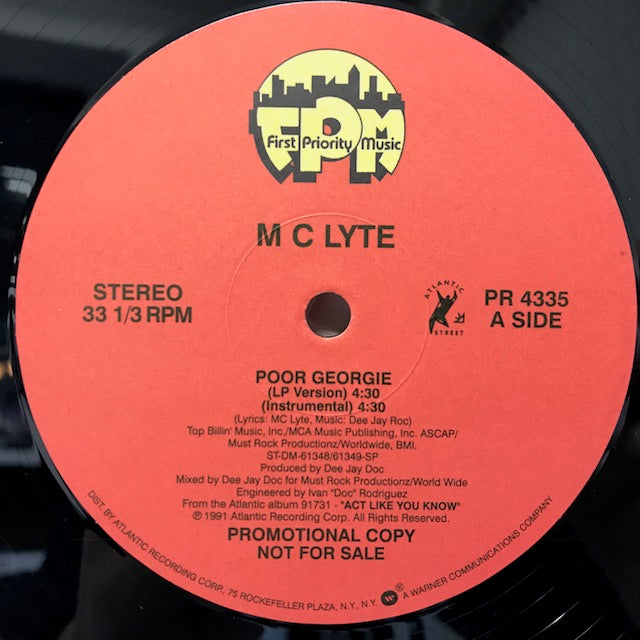 FPM
First Priority Music
M C LYTE
STEREO
33 1/3 RPM
ATLANTIC
STREET
PR 4335
A SIDE
POOR GEORGIE
(LP Version) 4:30
(Instrumental) 4:30
(Lyrics: MC Lyte, Music: Dee Jay Roc)
Top Billin' Music, Inc./MCA Music Publishing, Inc. ASCAP/
Must Rock Productionz/Worldwide, BMI.
ST-DM-61348/61349-SP
Produced by Dee Jay Doc
Mixed by Dee Jay Doc for Must Rock Productionz/World Wide
Engineered by Ivan "Doc" Rodriguez
From the Atlantic album 91731 - "ACT LIKE YOU KNOW"
℗ 1991 Atlantic Recording Corp. All Rights Reserved.
PROMOTIONAL COPY
NOT FOR SALE
DIST. BY ATLANTIC RECORDING CORP. 75 ROCKEFELLER PLAZA, N.Y., N.Y. ® A WARNER COMMUNICATIONS COMPANY